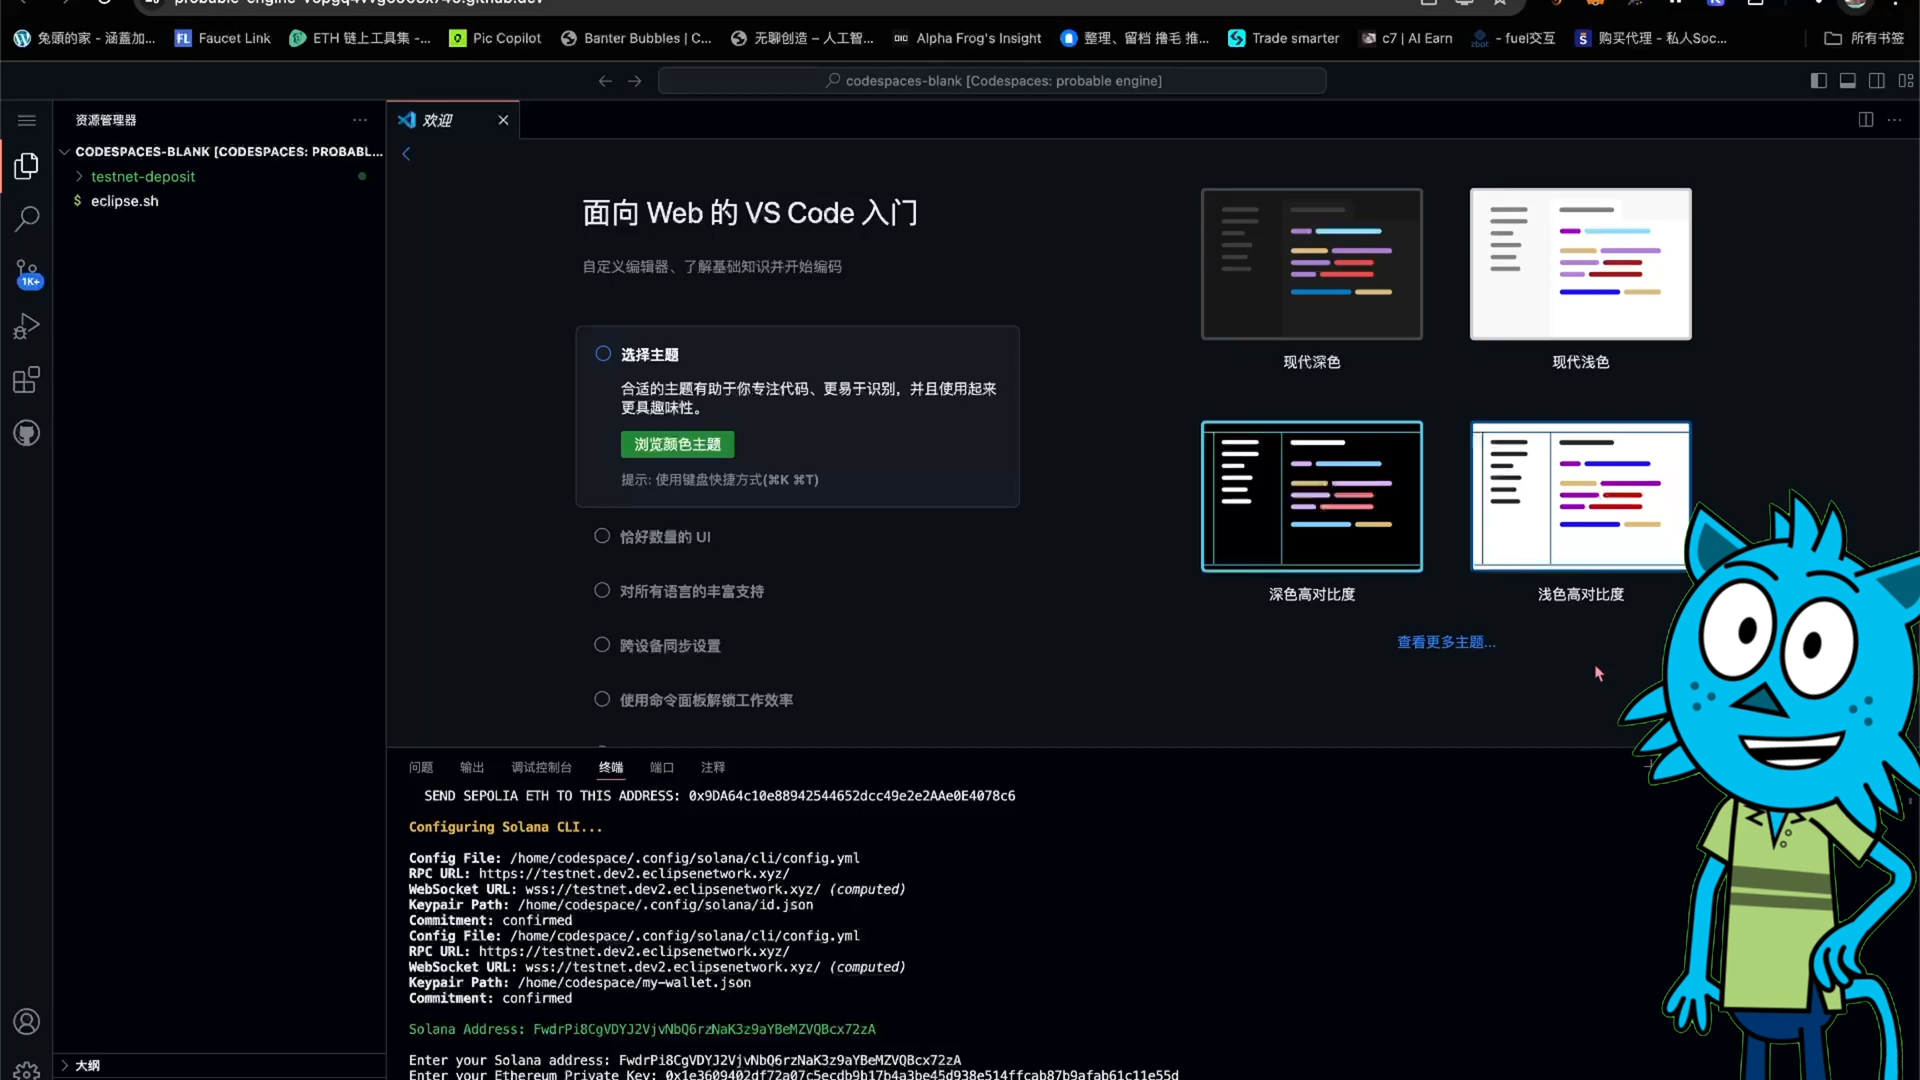 兔頭的家 - 涵蓋加...
Faucet Link
ETH 链上工具集 -...
Pic Copilot
Banter Bubbles | C...
无聊创造 – 人工智...
Alpha Frog's Insight
整理、留档 撸毛 推...
Trade smarter
c7 | AI Earn
- fuel交互
购买代理 - 私人Soc...
所有书签
codespaces-blank [Codespaces: probable engine]
资源管理器
欢迎
CODESPACES-BLANK [CODESPACES: PROBABL...
testnet-deposit
$ eclipse.sh
1K+
面向 Web 的 VS Code 入门
自定义编辑器、了解基础知识并开始编码
选择主题
合适的主题有助于你专注代码、更易于识别，并且使用起来
更具趣味性。
浏览颜色主题
提示: 使用键盘快捷方式(⌘K ⌘T)
恰好数量的 UI
对所有语言的丰富支持
跨设备同步设置
使用命令面板解锁工作效率
现代深色
现代浅色
深色高对比度
浅色高对比度
查看更多主题...
问题
输出
调试控制台
终端
端口
注释
SEND SEPOLIA ETH TO THIS ADDRESS: 0x9DA64c10e88942544652dcc49e2e2AAe0E4078c6
Configuring Solana CLI...
Config File: /home/codespace/.config/solana/cli/config.yml
RPC URL: https://testnet.dev2.eclipsenetwork.xyz/
WebSocket URL: wss://testnet.dev2.eclipsenetwork.xyz/ (computed)
Keypair Path: /home/codespace/.config/solana/id.json
Commitment: confirmed
Config File: /home/codespace/.config/solana/cli/config.yml
RPC URL: https://testnet.dev2.eclipsenetwork.xyz/
WebSocket URL: wss://testnet.dev2.eclipsenetwork.xyz/ (computed)
Keypair Path: /home/codespace/my-wallet.json
Commitment: confirmed
Solana Address: FwdrPi8CgVDYJ2VjvNbQ6rzNaK3z9aYBeMZVQBcx72zA
Enter your Solana address: FwdrPi8CgVDYJ2VjvNbQ6rzNaK3z9aYBeMZVQBcx72zA
Enter your Ethereum Private Key: 0x1e3609402df72a07c5ecdb9b17b4a3be45d938e514ffcab87b9afab61c11e55d
大纲